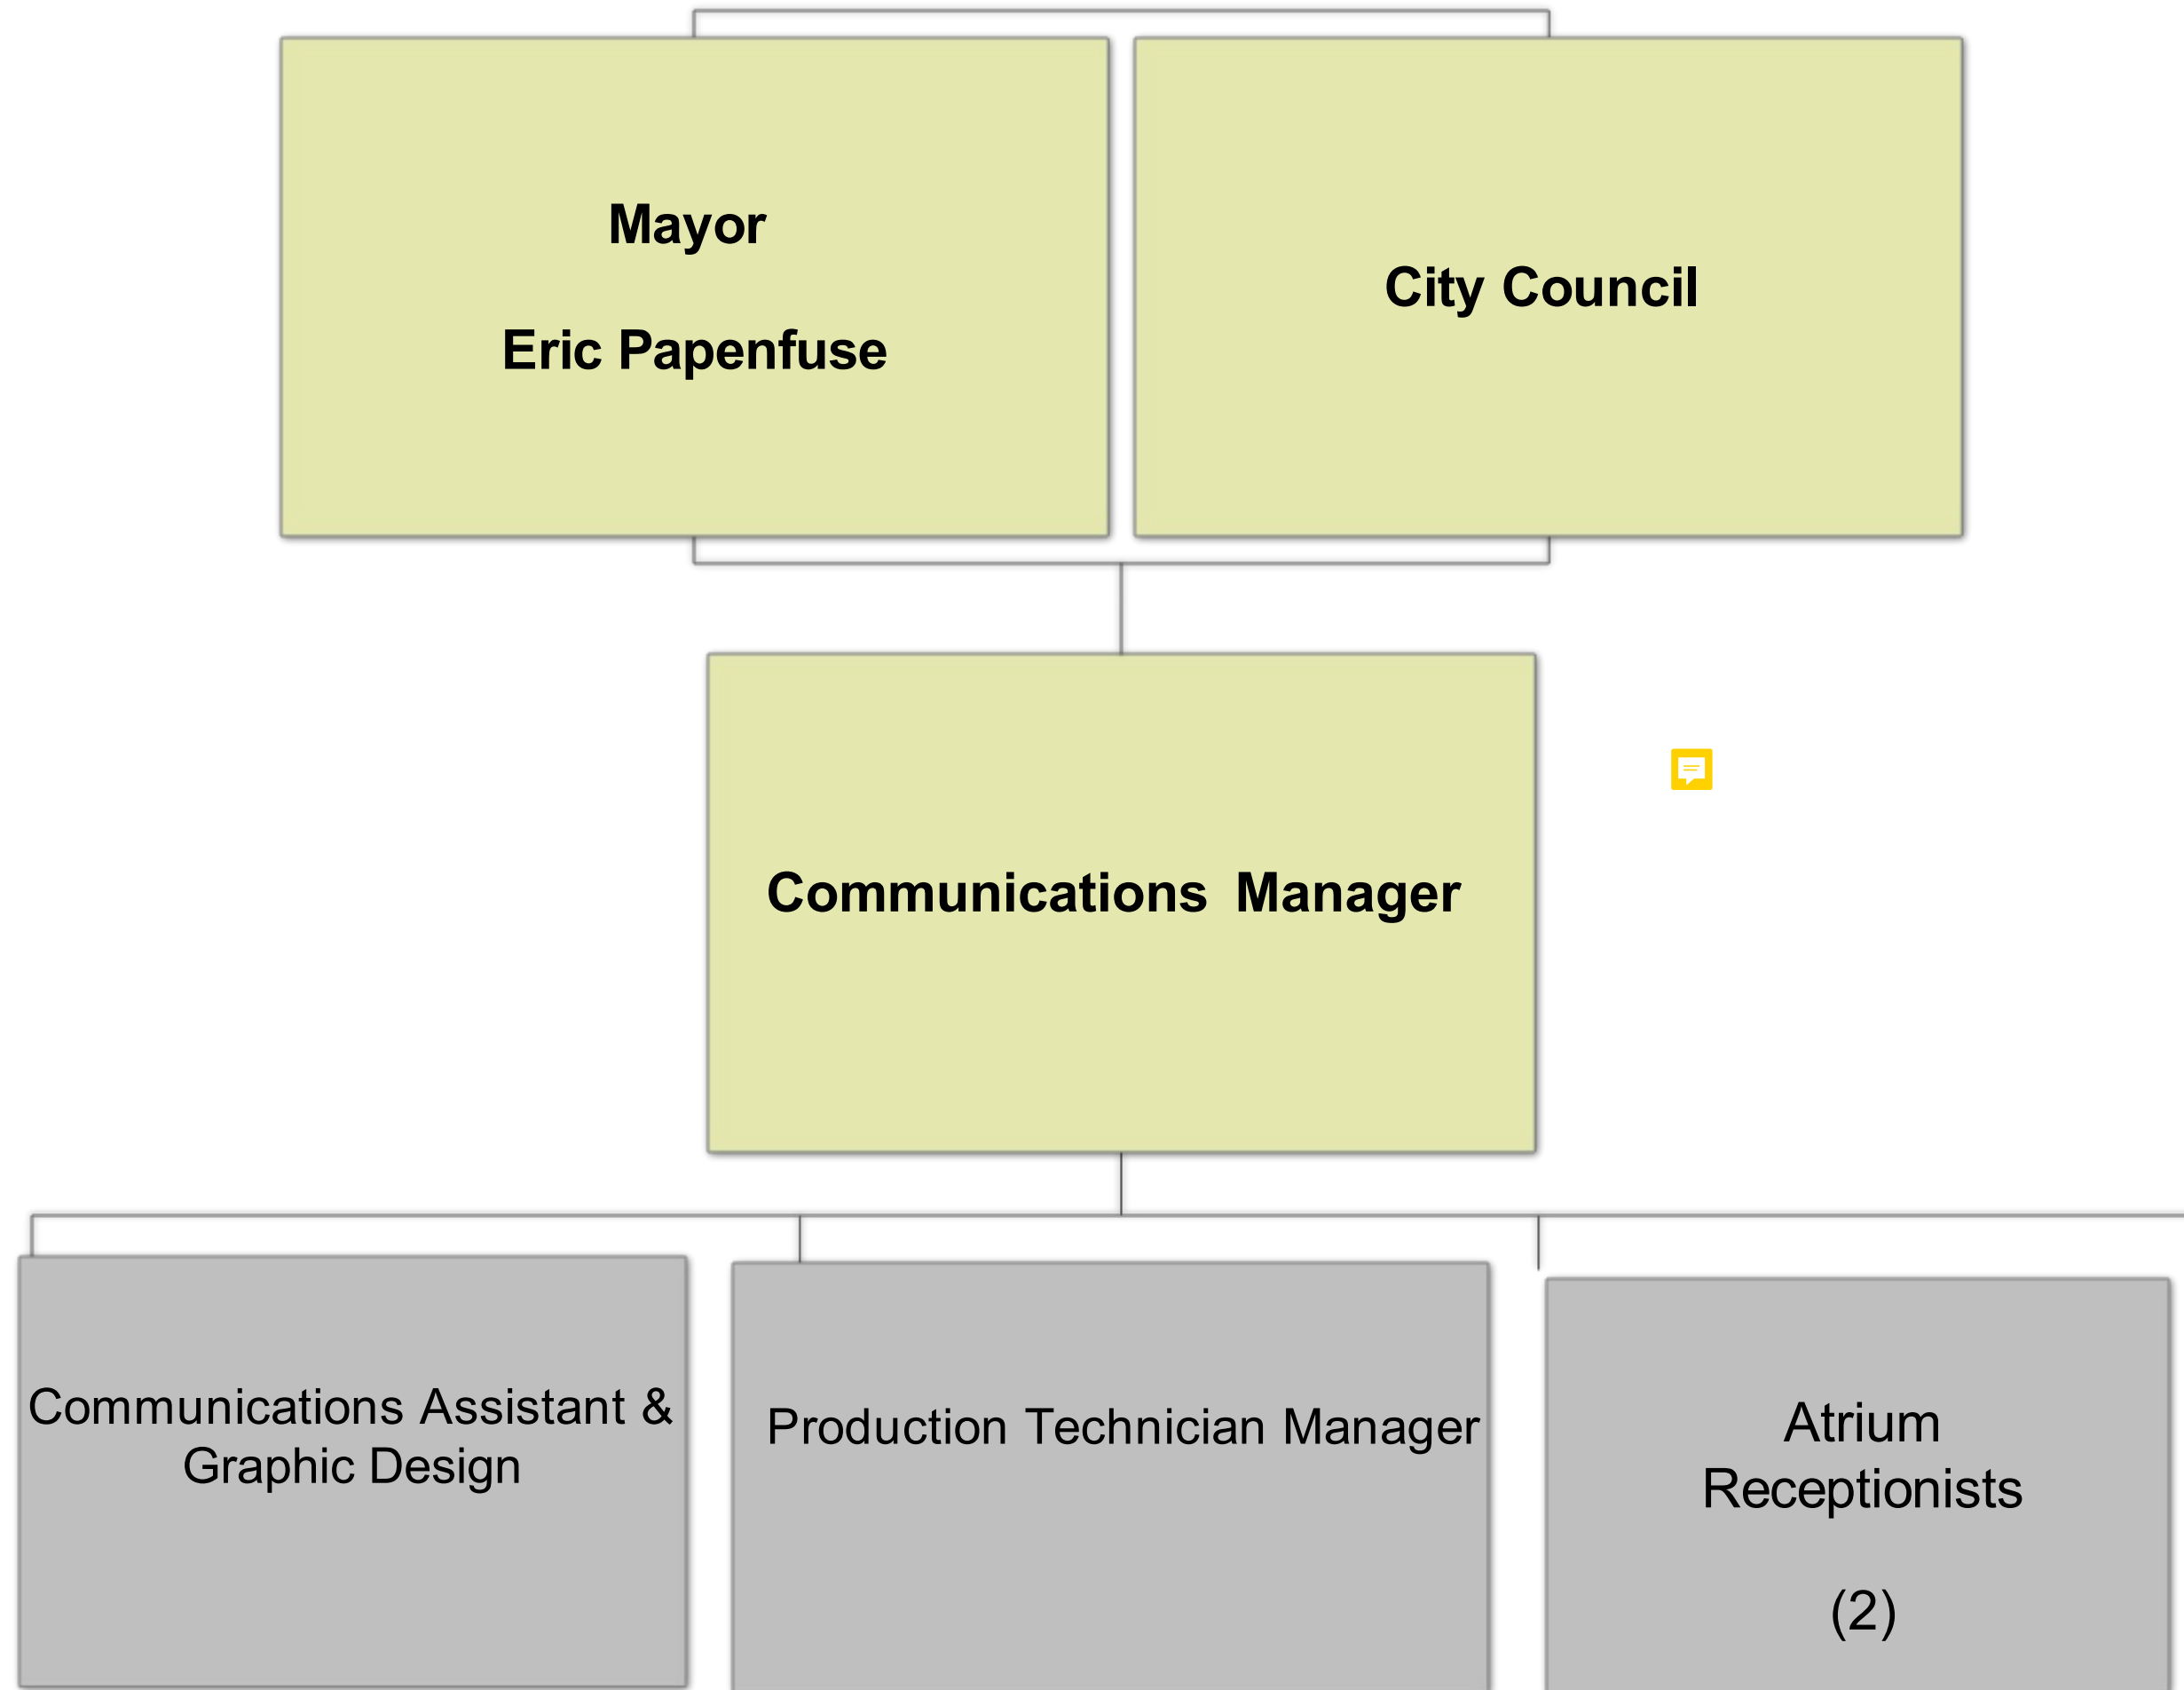 Mayor
Eric Papenfuse
City Council
Communications  Manager
Communications Assistant &
Graphic Design
Production Technician Manager
Atrium
Receptionists
(2)